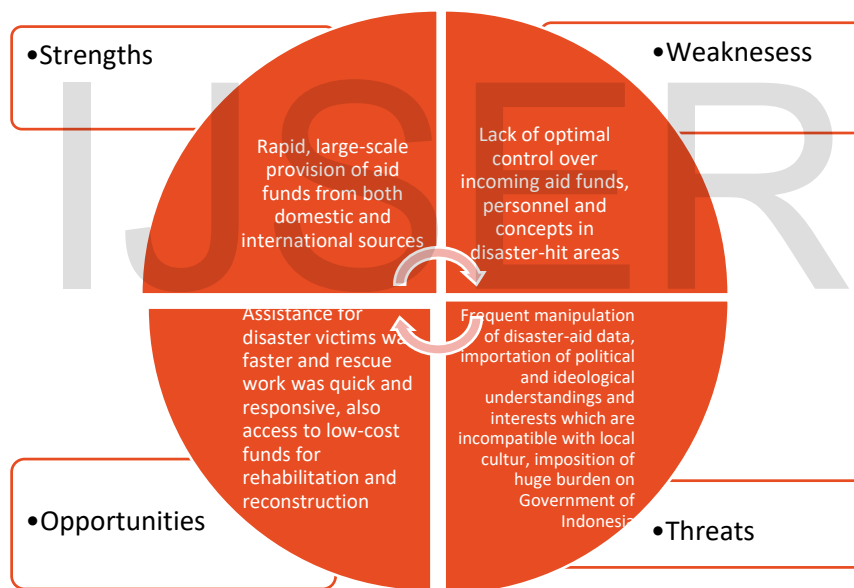 •Strengths
Rapid, large-scale
provision of aid
funds from both
domestic and
international sources
•Weaknesess
Lack of optimal
control over
incoming aid funds,
personnel and
concepts in
disaster-hit areas
Assistance for
disaster victims wa
faster and rescue
work was quick and
responsive, also
access to low-cost
funds for
rehabilitation and
reconstruction
•Opportunities
Frequent manipulation
of disaster-aid data,
importation of political
and ideological
understandings and
interests which are
incompatible with local
cultur, imposition of
huge burden on
Government of
Indonesia
•Threats
IJSER